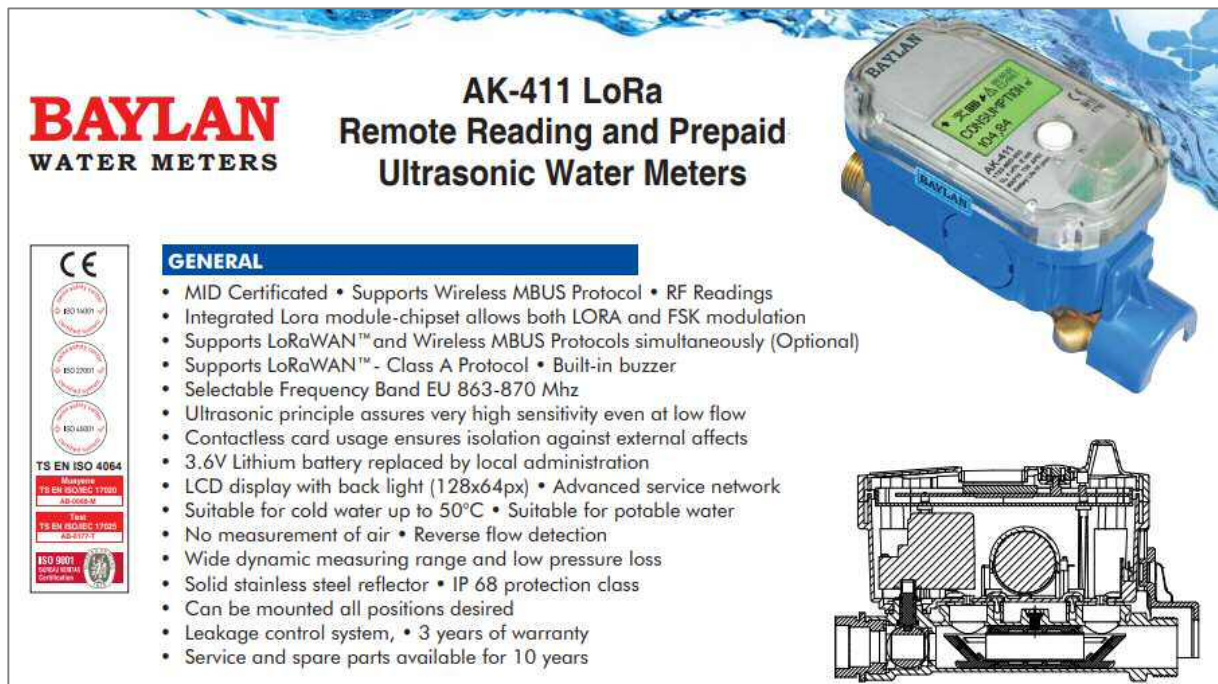 BAYLAN
WATER METERS
AK-411 LoRa
Remote Reading and Prepaid
Ultrasonic Water Meters
BAYLAN
CONSUMPTION
104,84
AK-411
BAYLAN
CE
ISO 14001
ISO 27001
ISO 45001
TS EN ISO 4064
Muayene
TS EN ISO/IEC 17020
Test
TS EN ISO/IEC 17025
AB-0177-T
ISO 9001
BUREAU VERITAS
Certification
GENERAL
• MID Certificated • Supports Wireless MBUS Protocol • RF Readings
• Integrated Lora module-chipset allows both LORA and FSK modulation
• Supports LoRaWAN™ and Wireless MBUS Protocols simultaneously (Optional)
• Supports LoRaWAN™ - Class A Protocol • Built-in buzzer
• Selectable Frequency Band EU 863-870 Mhz
• Ultrasonic principle assures very high sensitivity even at low flow
• Contactless card usage ensures isolation against external affects
• 3.6V Lithium battery replaced by local administration
• LCD display with back light (128x64px) • Advanced service network
• Suitable for cold water up to 50°C • Suitable for potable water
• No measurement of air • Reverse flow detection
• Wide dynamic measuring range and low pressure loss
• Solid stainless steel reflector • IP 68 protection class
• Can be mounted all positions desired
• Leakage control system, • 3 years of warranty
• Service and spare parts available for 10 years